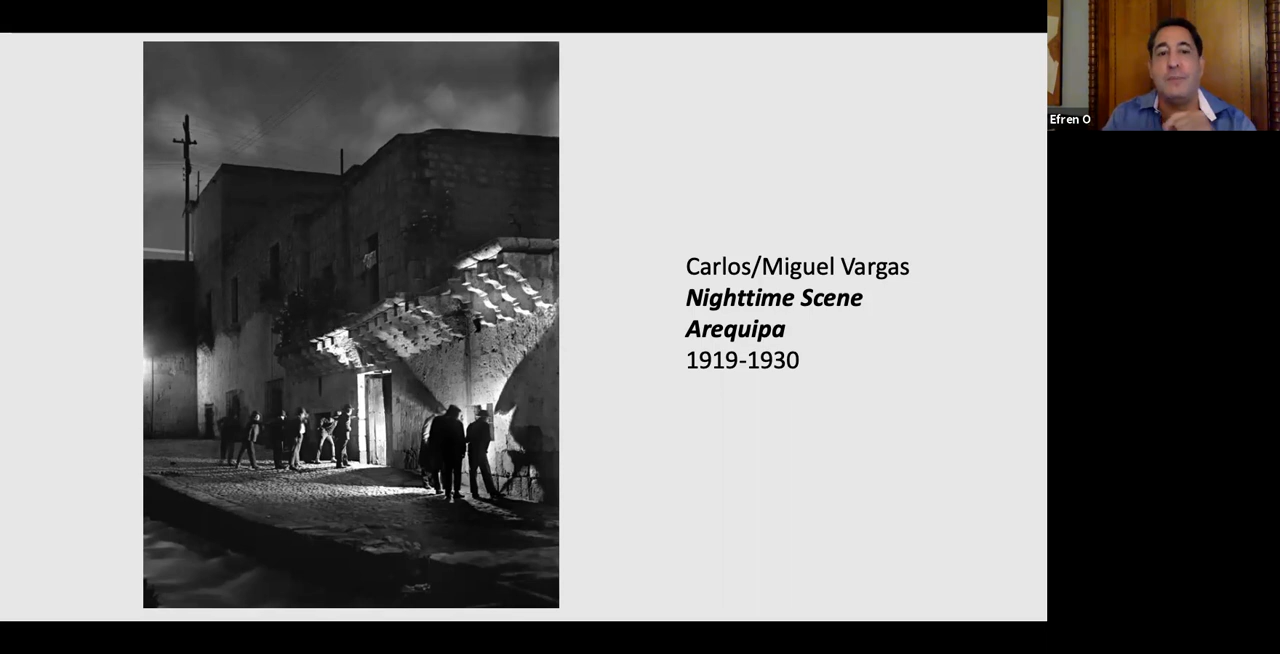 Efren O
Carlos/Miguel Vargas
Nighttime Scene
Arequipa
1919-1930